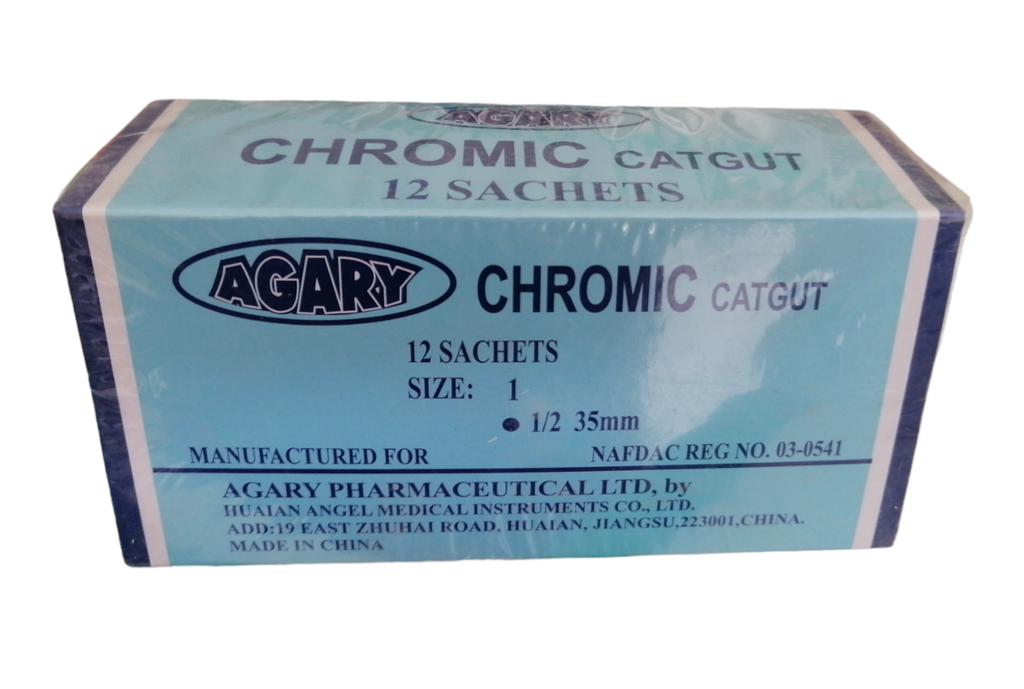 AGARY
CHROMIC CATGUT
12 SACHETS
AGARY CHROMIC CATGUT
12 SACHETS
SIZE: 1
● 1/2 35mm
MANUFACTURED FOR NAFDAC REG NO. 03-0541
AGARY PHARMACEUTICAL LTD, by
HUAIAN ANGEL MEDICAL INSTRUMENTS CO., LTD.
ADD:19 EAST ZHUHAI ROAD, HUAIAN, JIANGSU,223001,CHINA.
MADE IN CHINA